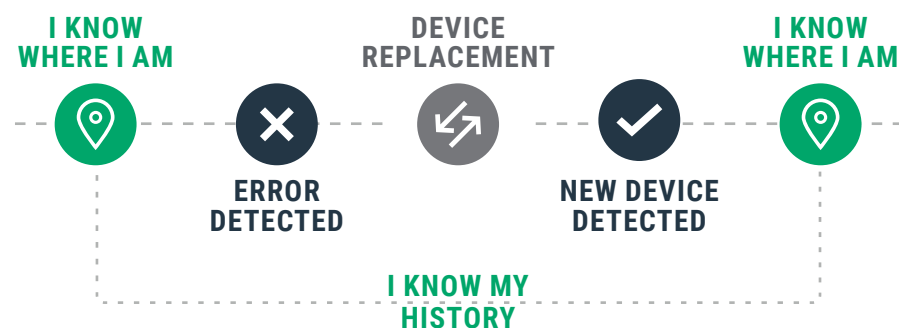 I KNOW
WHERE I AM
DEVICE
REPLACEMENT
I KNOW
WHERE I AM
ERROR
DETECTED
NEW DEVICE
DETECTED
I KNOW MY
HISTORY